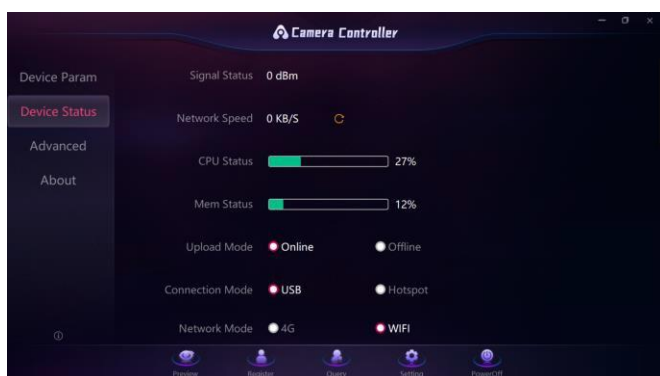 Camera Controller
Device Param
Device Status
Advanced
About
Signal Status 0 dBm
Network Speed 0 KB/S
CPU Status 27%
Mem Status 12%
Upload Mode Online Offline
Connection Mode USB Hotspot
Network Mode 4G WIFI
Preview Register Query Setting PowerOff